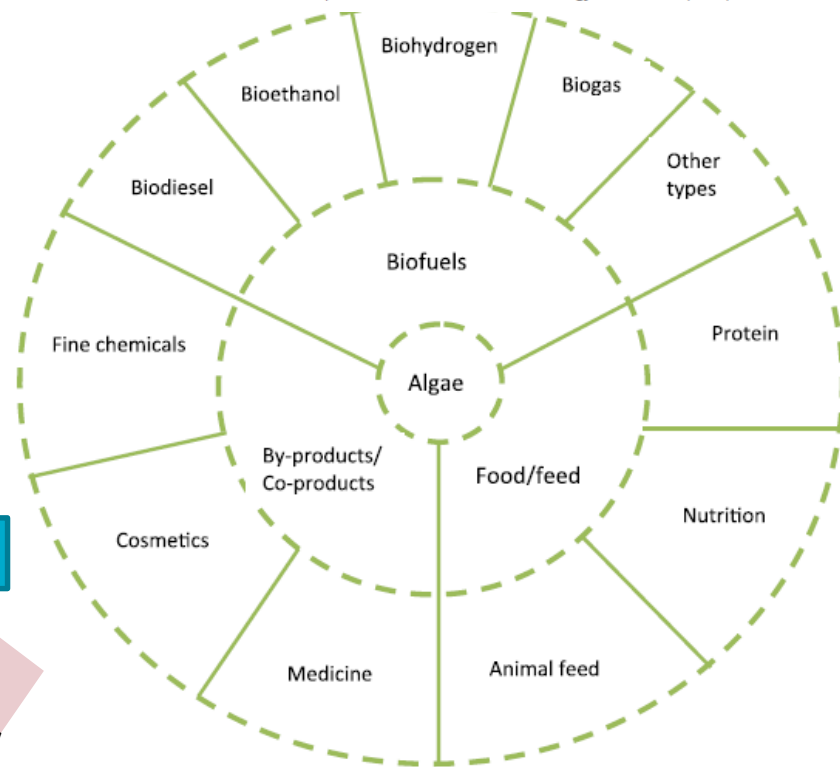 Biohydrogen
Bioethanol
Biogas
Other
types
Biodiesel
Biofuels
Fine chemicals
Protein
Algae
By-products/
Co-products
Food/feed
Nutrition
Cosmetics
Medicine
Animal feed